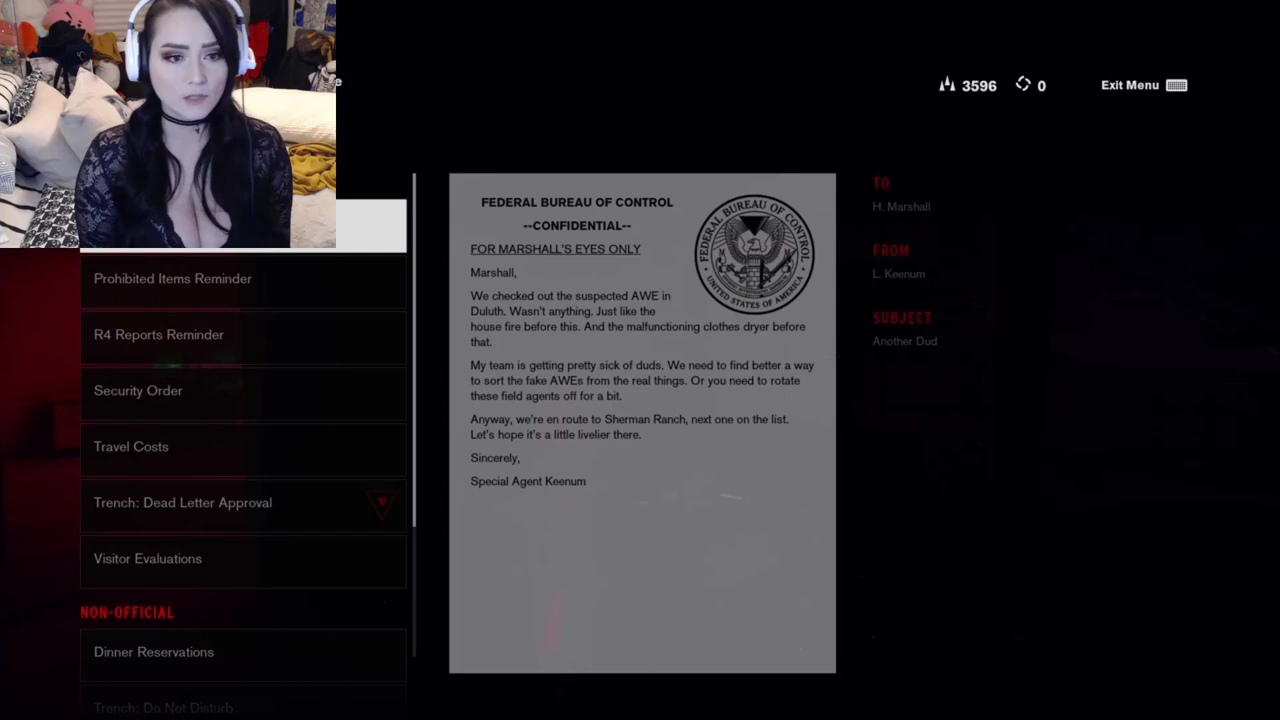 e
3596
0
Exit Menu
Prohibited Items Reminder
R4 Reports Reminder
Security Order
Travel Costs
Trench: Dead Letter Approval
Visitor Evaluations
NON-OFFICIAL
Dinner Reservations
Trench: Do Not Disturb
FEDERAL BUREAU OF CONTROL
--CONFIDENTIAL--
FOR MARSHALL'S EYES ONLY
FEDERAL BUREAU OF CONTROL
UNITED STATES OF AMERICA
Marshall,
We checked out the suspected AWE in
Duluth. Wasn't anything. Just like the
house fire before this. And the malfunctioning clothes dryer before
that.
My team is getting pretty sick of duds. We need to find better a way
to sort the fake AWEs from the real things. Or you need to rotate
these field agents off for a bit.
Anyway, we're en route to Sherman Ranch, next one on the list.
Let's hope it's a little livelier there.
Sincerely,
Special Agent Keenum
TO
H. Marshall
FROM
L. Keenum
SUBJECT
Another Dud